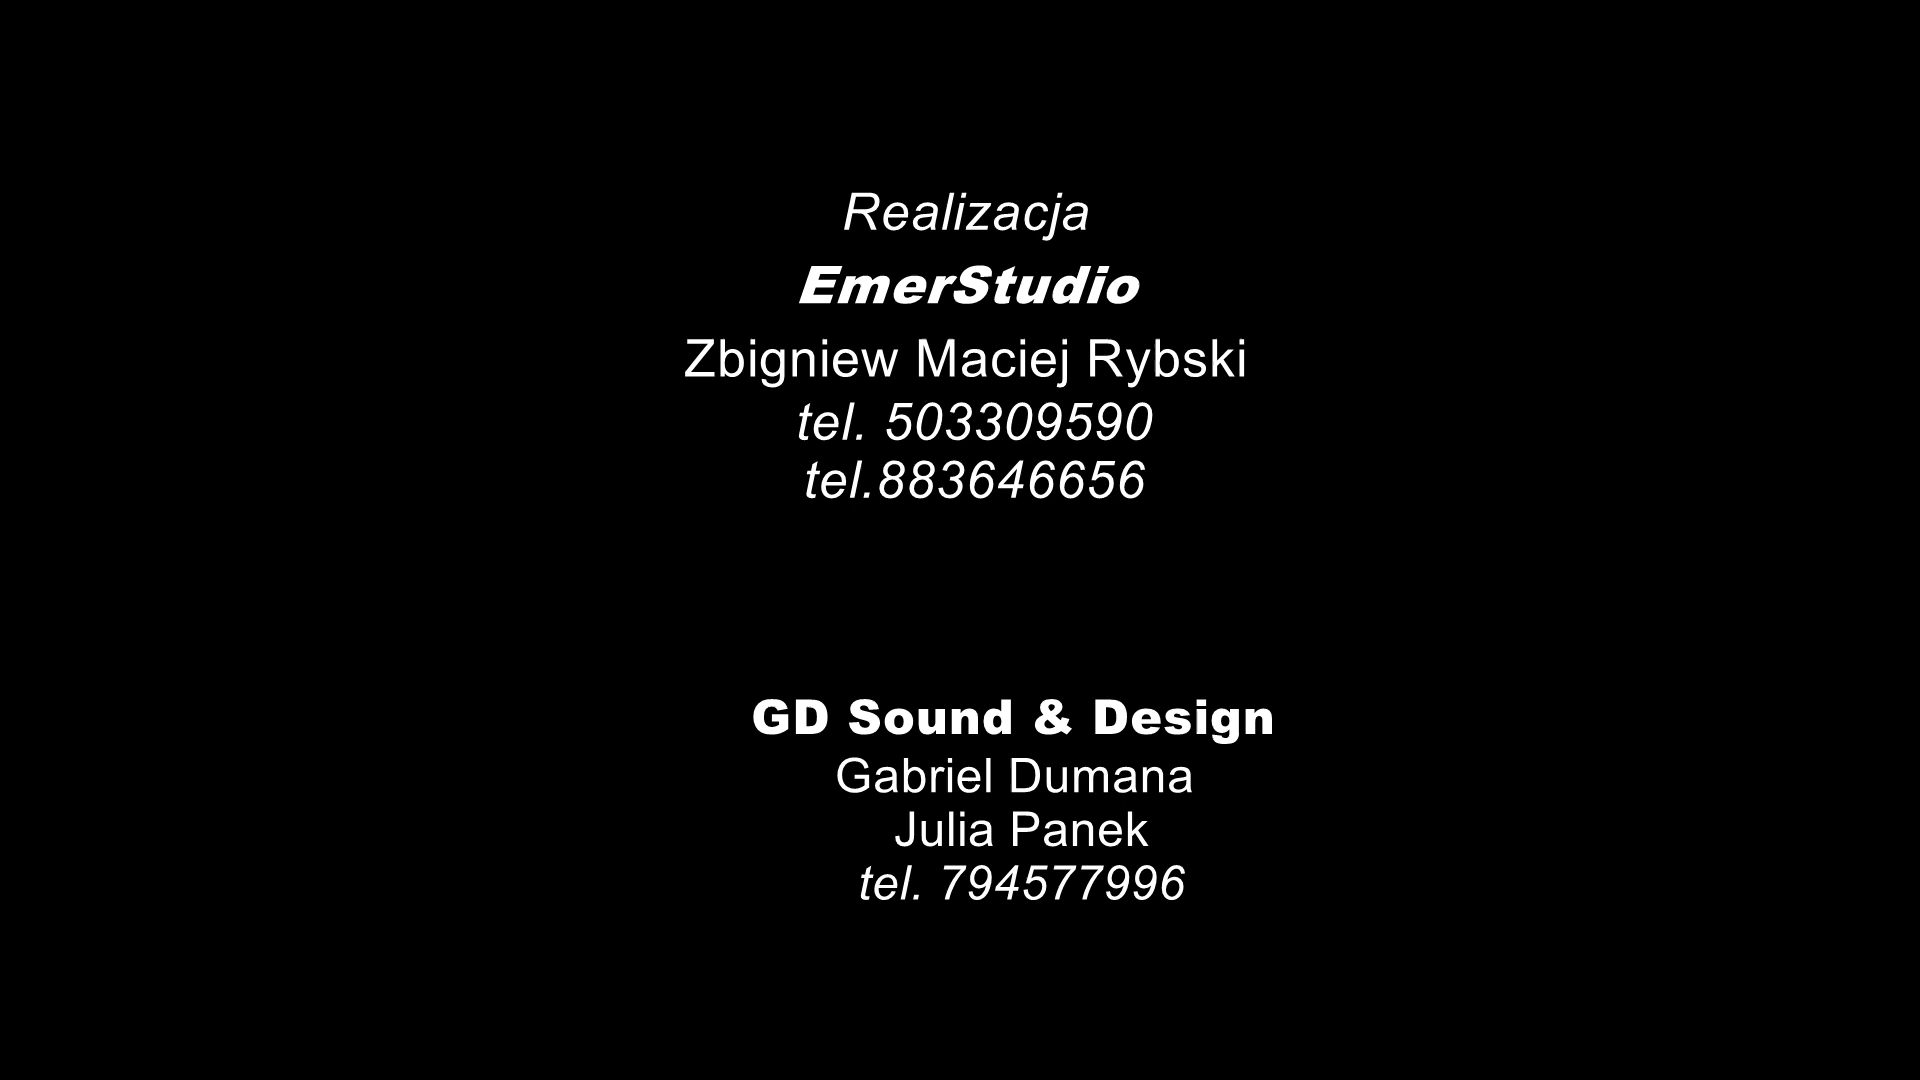 Realizacja
EmerStudio
Zbigniew Maciej Rybski
tel. 503309590
tel.883646656
GD Sound & Design
Gabriel Dumana
Julia Panek
tel. 794577996